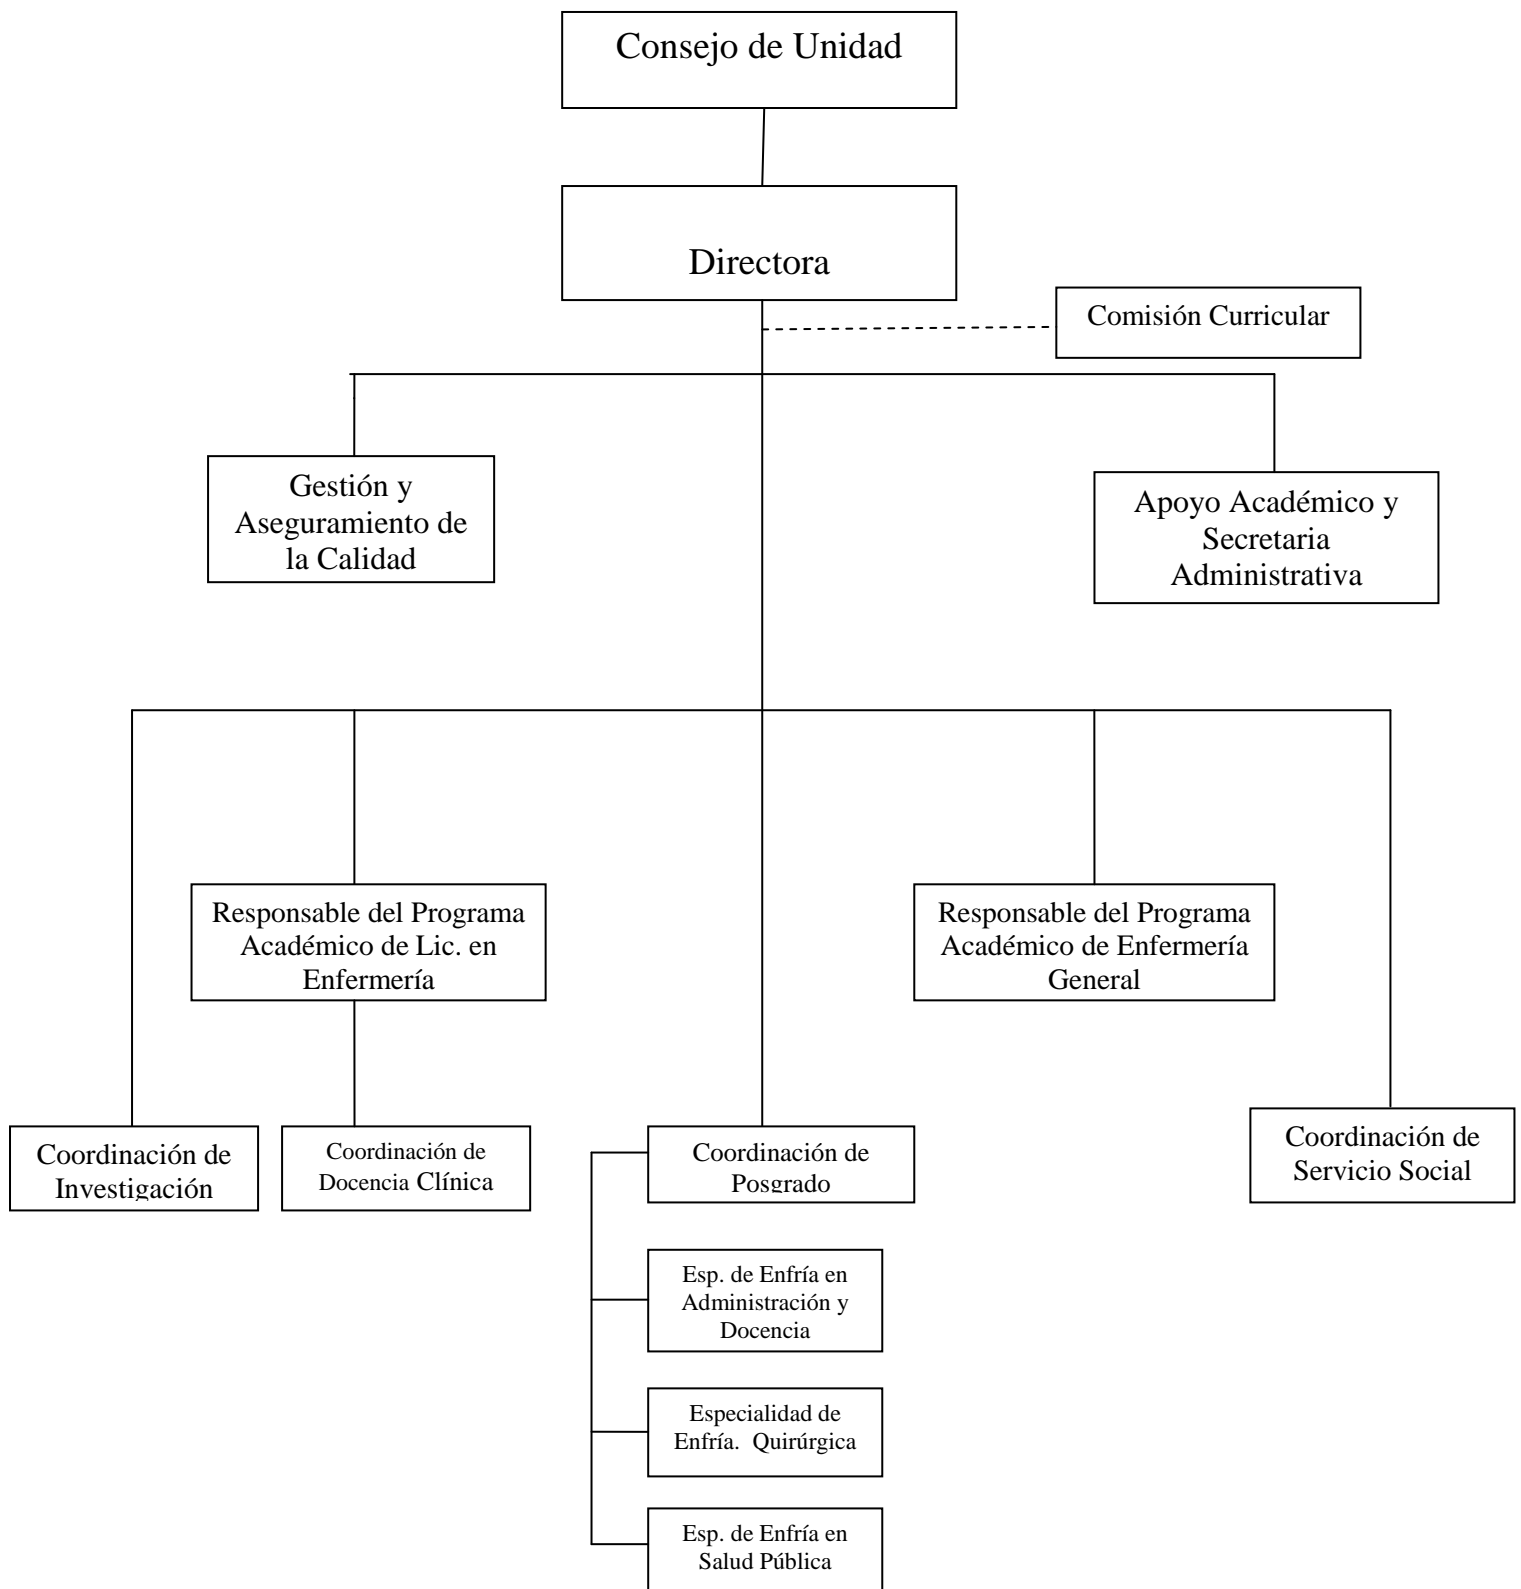 Consejo de Unidad
Directora
Comisión Curricular
Gestión y
Aseguramiento de
la Calidad
Apoyo Académico y
Secretaria
Administrativa
Responsable del Programa
Académico de Lic. en
Enfermería
Responsable del Programa
Académico de Enfermería
General
Coordinación de
Investigación
Coordinación de
Docencia Clínica
Coordinación de
Posgrado
Coordinación de
Servicio Social
Esp. de Enfría en
Administración y
Docencia
Especialidad de
Enfría.  Quirúrgica
Esp. de Enfría en
Salud Pública